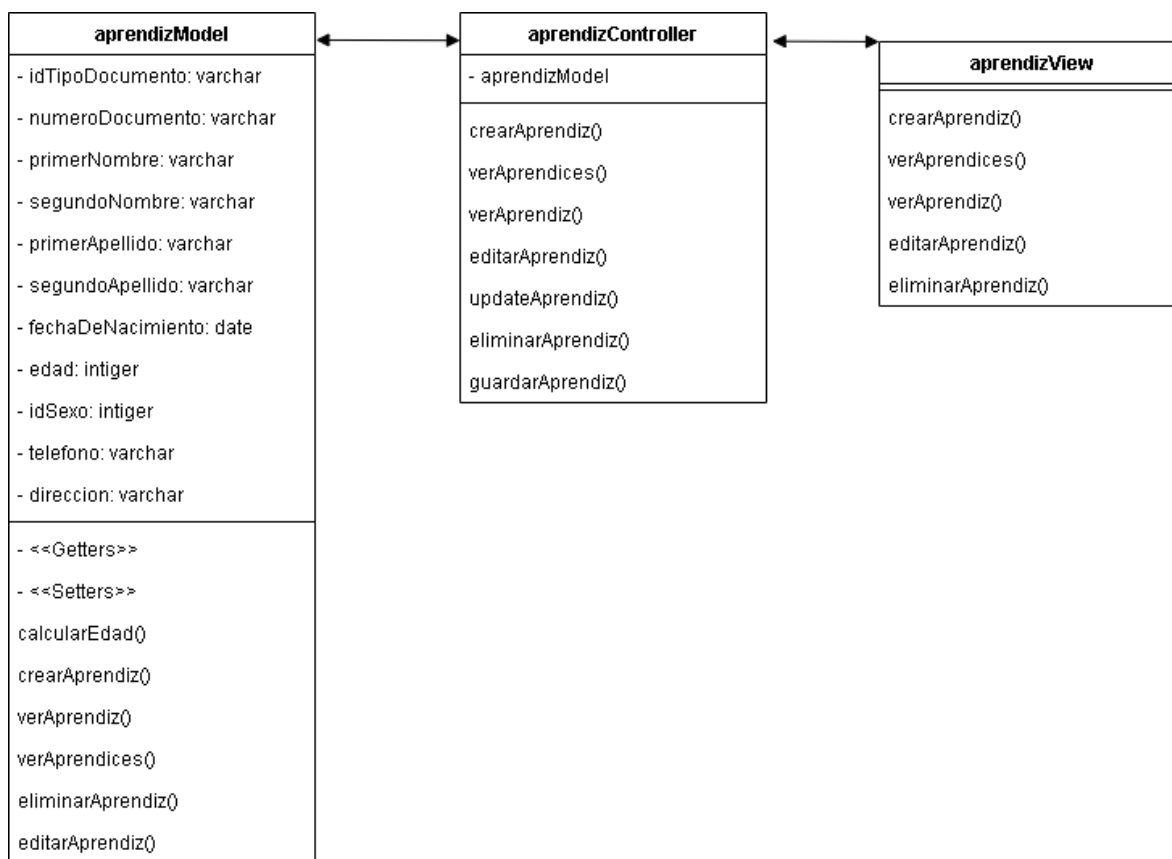 aprendizModel
- idTipoDocumento: varchar
- numeroDocumento: varchar
- primerNombre: varchar
- segundoNombre: varchar
- primerApellido: varchar
- segundoApellido: varchar
- fechaDeNacimiento: date
- edad: intiger
- idSexo: intiger
- telefono: varchar
- direccion: varchar
- <<Getters>>
- <<Setters>>
calcularEdad()
crearAprendiz()
verAprendiz()
verAprendices()
eliminarAprendiz()
editarAprendiz()
aprendizController
- aprendizModel
crearAprendiz()
verAprendices()
verAprendiz()
editarAprendiz()
updateAprendiz()
eliminarAprendiz()
guardarAprendiz()
aprendizView
crearAprendiz()
verAprendices()
verAprendiz()
editarAprendiz()
eliminarAprendiz()